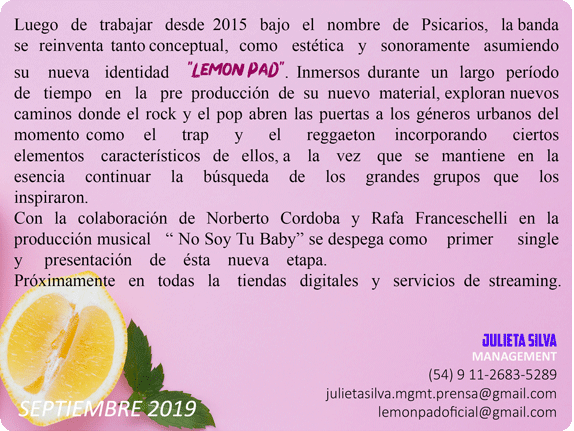 Luego de trabajar desde 2015 bajo el nombre de Psicarios, la banda
se reinventa tanto conceptual, como estética y sonoramente asumiendo
su nueva identidad "LEMON PAD". Inmersos durante un largo período
de tiempo en la pre producción de su nuevo material, exploran nuevos
caminos donde el rock y el pop abren las puertas a los géneros urbanos del
momento como el trap y el reggaeton incorporando ciertos
elementos característicos de ellos, a la vez que se mantiene en la
esencia continuar la búsqueda de los grandes grupos que los
inspiraron.
Con la colaboración de Norberto Cordoba y Rafa Franceschelli en la
producción musical “ No Soy Tu Baby” se despega como primer single
y presentación de ésta nueva etapa.
Próximamente en todas la tiendas digitales y servicios de streaming.
JULIETA SILVA
MANAGEMENT
(54) 9 11-2683-5289
julietasilva.mgmt.prensa@gmail.com
lemonpadoficial@gmail.com
SEPTIEMBRE 2019